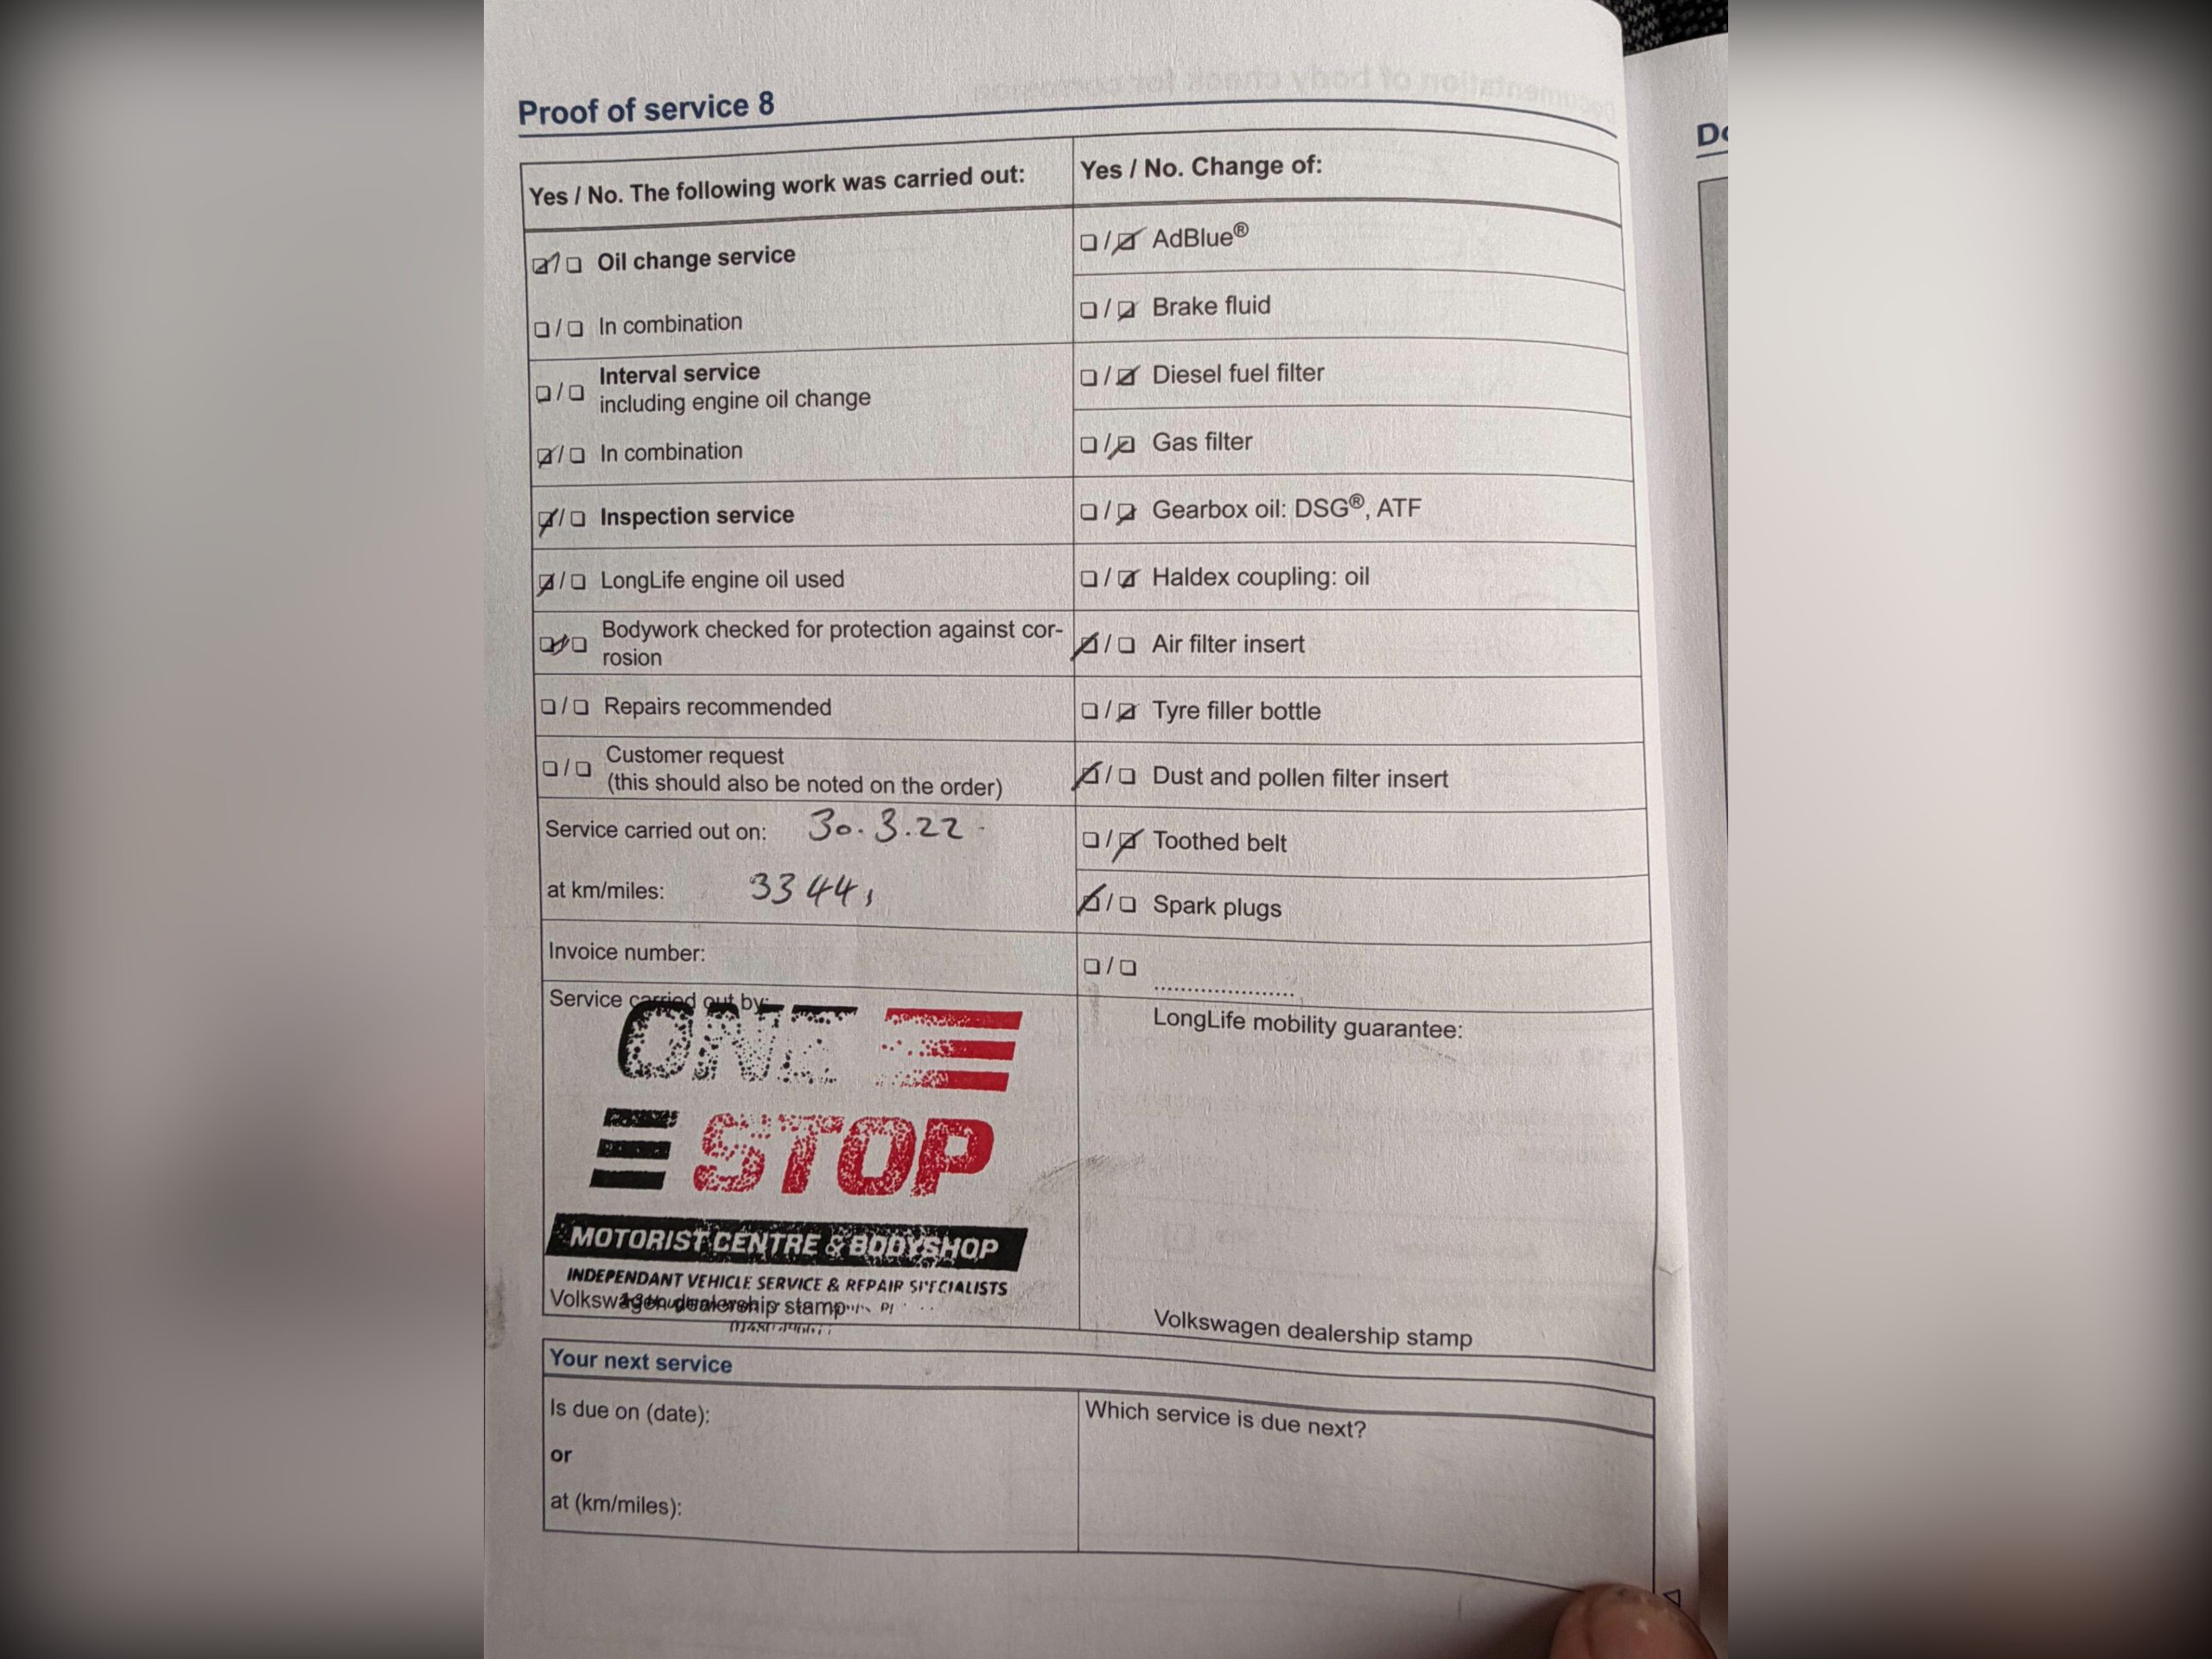 Proof of service 8
Yes / No. The following work was carried out:
Oil change service
In combination
Interval service
including engine oil change
In combination
Inspection service
LongLife engine oil used
Bodywork checked for protection against cor-
rosion
Repairs recommended
Customer request
(this should also be noted on the order)
Service carried out on: 30.3.22
at km/miles: 33441
Invoice number:
Service carried out by:
ONE
STOP
MOTORIST CENTRE & BODYSHOP
INDEPENDANT VEHICLE SERVICE & REPAIR SPECIALISTS
Volkswagen dealership stamp
Yes / No. Change of:
AdBlue®
Brake fluid
Diesel fuel filter
Gas filter
Gearbox oil: DSG®, ATF
Haldex coupling: oil
Air filter insert
Tyre filler bottle
Dust and pollen filter insert
Toothed belt
Spark plugs
LongLife mobility guarantee:
Volkswagen dealership stamp
Your next service
Is due on (date):
or
at (km/miles):
Which service is due next?